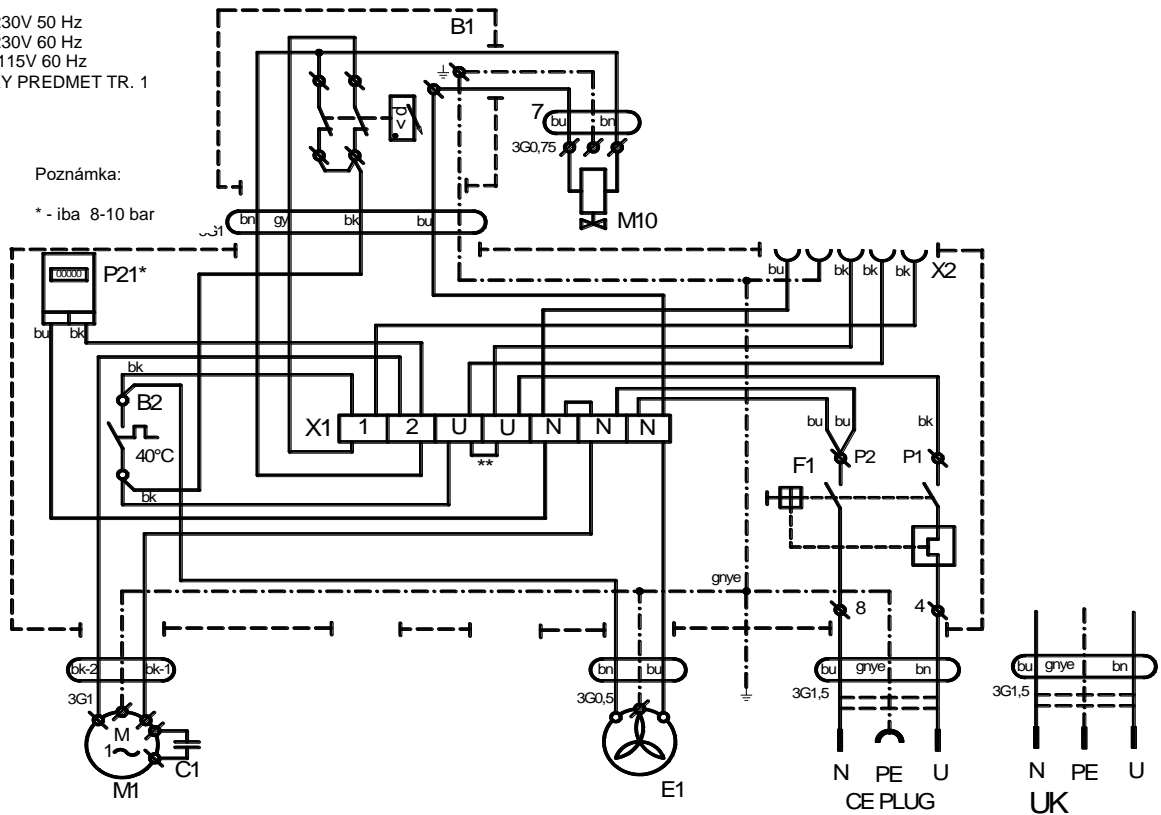 230V 50 Hz
230V 60 Hz
115V 60 Hz
PREDMET TR. 1
Poznámka:
* - iba 8-10 bar
B1
7
bu bn
3G0,75
M10
bn gy bk bu
P21*
00000
bu bk
X2
bu bk bk bk
bk
B2
40°C
bk
X1 1 2 U U N N N
**
bu bu bk
F1 P2 P1
gnye
8 4
bk-2 bk-1
3G1
M
1~
C1
M1
bn bu
3G0,5
E1
bu gnye bn
3G1,5
N PE U
CE PLUG
bu gnye bn
3G1,5
N PE U
UK